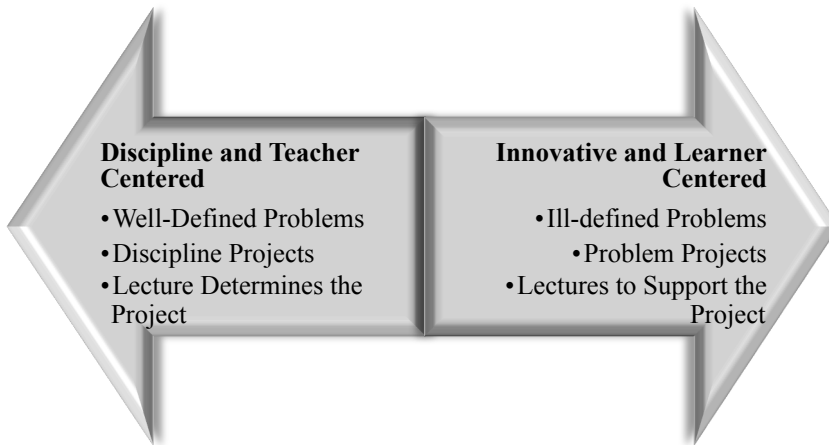 Discipline and Teacher
Centered
•Well-Defined Problems
•Discipline Projects
•Lecture Determines the
Project
Innovative and Learner
Centered
•Ill-defined Problems
•Problem Projects
•Lectures to Support the
Project